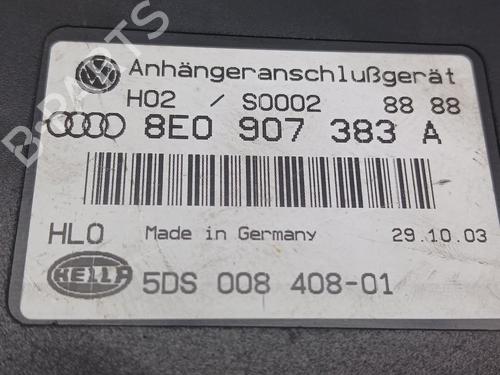 Anhängeranschlußgerät
H02 / S0002 88 88
8E0 907 383 A
HLO Made in Germany 29.10.03
HELLA 5DS 008 408-01
B-PARTS